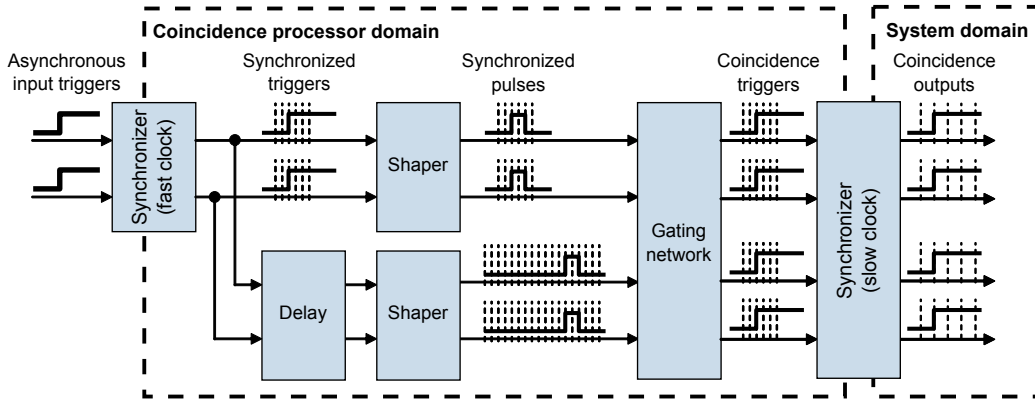 Coincidence processor domain
System domain
Asynchronous
input triggers
Synchronized
triggers
Synchronized
pulses
Coincidence
triggers
Coincidence
outputs
Synchronizer
(fast clock)
Shaper
Gating
network
Synchronizer
(slow clock)
Delay
Shaper